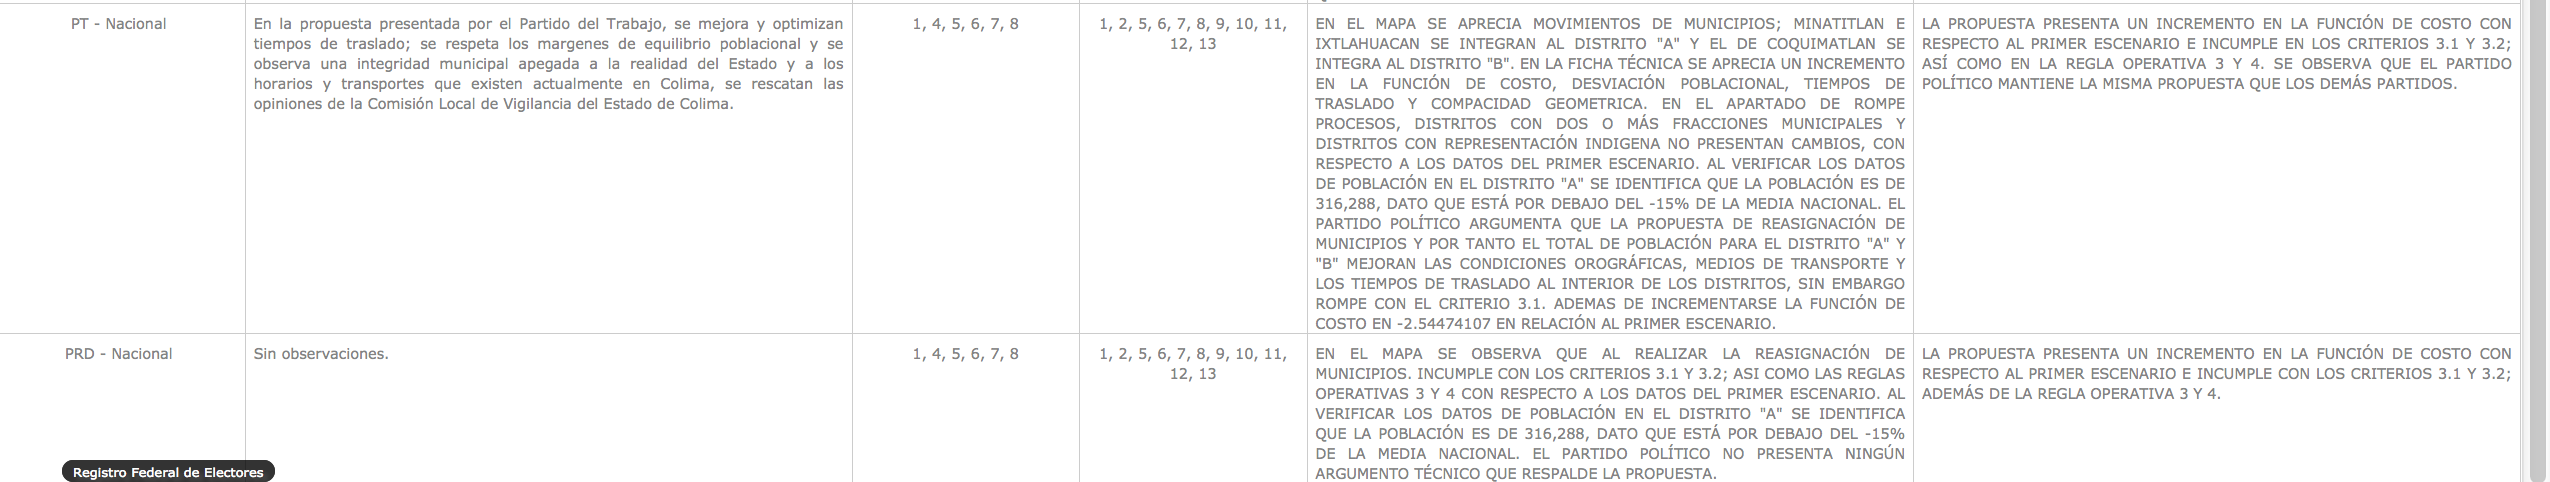 PT - Nacional
En la propuesta presentada por el Partido del Trabajo, se mejora y optimizan
tiempos de traslado; se respeta los margenes de equilibrio poblacional y se
observa una integridad municipal apegada a la realidad del Estado y a los
horarios y transportes que existen actualmente en Colima, se rescatan las
opiniones de la Comisión Local de Vigilancia del Estado de Colima.
1, 4, 5, 6, 7, 8
1, 2, 5, 6, 7, 8, 9, 10, 11,
12, 13
EN EL MAPA SE APRECIA MOVIMIENTOS DE MUNICIPIOS; MINATITLAN E
IXTLAHUACAN SE INTEGRAN AL DISTRITO "A" Y EL DE COQUIMATLAN SE
INTEGRA AL DISTRITO "B". EN LA FICHA TÉCNICA SE APRECIA UN INCREMENTO
EN LA FUNCIÓN DE COSTO, DESVIACIÓN POBLACIONAL, TIEMPOS DE
TRASLADO Y COMPACIDAD GEOMETRICA. EN EL APARTADO DE ROMPE
PROCESOS, DISTRITOS CON DOS O MÁS FRACCIONES MUNICIPALES Y
DISTRITOS CON REPRESENTACIÓN INDIGENA NO PRESENTAN CAMBIOS, CON
RESPECTO A LOS DATOS DEL PRIMER ESCENARIO. AL VERIFICAR LOS DATOS
DE POBLACIÓN EN EL DISTRITO "A" SE IDENTIFICA QUE LA POBLACIÓN ES DE
316,288, DATO QUE ESTÁ POR DEBAJO DEL -15% DE LA MEDIA NACIONAL. EL
PARTIDO POLÍTICO ARGUMENTA QUE LA PROPUESTA DE REASIGNACIÓN DE
MUNICIPIOS Y POR TANTO EL TOTAL DE POBLACIÓN PARA EL DISTRITO "A" Y
"B" MEJORAN LAS CONDICIONES OROGRÁFICAS, MEDIOS DE TRANSPORTE Y
LOS TIEMPOS DE TRASLADO AL INTERIOR DE LOS DISTRITOS, SIN EMBARGO
ROMPE CON EL CRITERIO 3.1. ADEMAS DE INCREMENTARSE LA FUNCIÓN DE
COSTO EN -2.54474107 EN RELACIÓN AL PRIMER ESCENARIO.
LA PROPUESTA PRESENTA UN INCREMENTO EN LA FUNCIÓN DE COSTO CON
RESPECTO AL PRIMER ESCENARIO E INCUMPLE EN LOS CRITERIOS 3.1 Y 3.2;
ASÍ COMO EN LA REGLA OPERATIVA 3 Y 4. SE OBSERVA QUE EL PARTIDO
POLÍTICO MANTIENE LA MISMA PROPUESTA QUE LOS DEMÁS PARTIDOS.
PRD - Nacional
Sin observaciones.
1, 4, 5, 6, 7, 8
1, 2, 5, 6, 7, 8, 9, 10, 11,
12, 13
EN EL MAPA SE OBSERVA QUE AL REALIZAR LA REASIGNACIÓN DE
MUNICIPIOS. INCUMPLE CON LOS CRITERIOS 3.1 Y 3.2; ASI COMO LAS REGLAS
OPERATIVAS 3 Y 4 CON RESPECTO A LOS DATOS DEL PRIMER ESCENARIO. AL
VERIFICAR LOS DATOS DE POBLACIÓN EN EL DISTRITO "A" SE IDENTIFICA
QUE LA POBLACIÓN ES DE 316,288, DATO QUE ESTÁ POR DEBAJO DEL -15%
DE LA MEDIA NACIONAL. EL PARTIDO POLÍTICO NO PRESENTA NINGÚN
ARGUMENTO TÉCNICO QUE RESPALDE LA PROPUESTA.
LA PROPUESTA PRESENTA UN INCREMENTO EN LA FUNCIÓN DE COSTO CON
RESPECTO AL PRIMER ESCENARIO E INCUMPLE CON LOS CRITERIOS 3.1 Y 3.2;
ADEMÁS DE LA REGLA OPERATIVA 3 Y 4.
Registro Federal de Electores